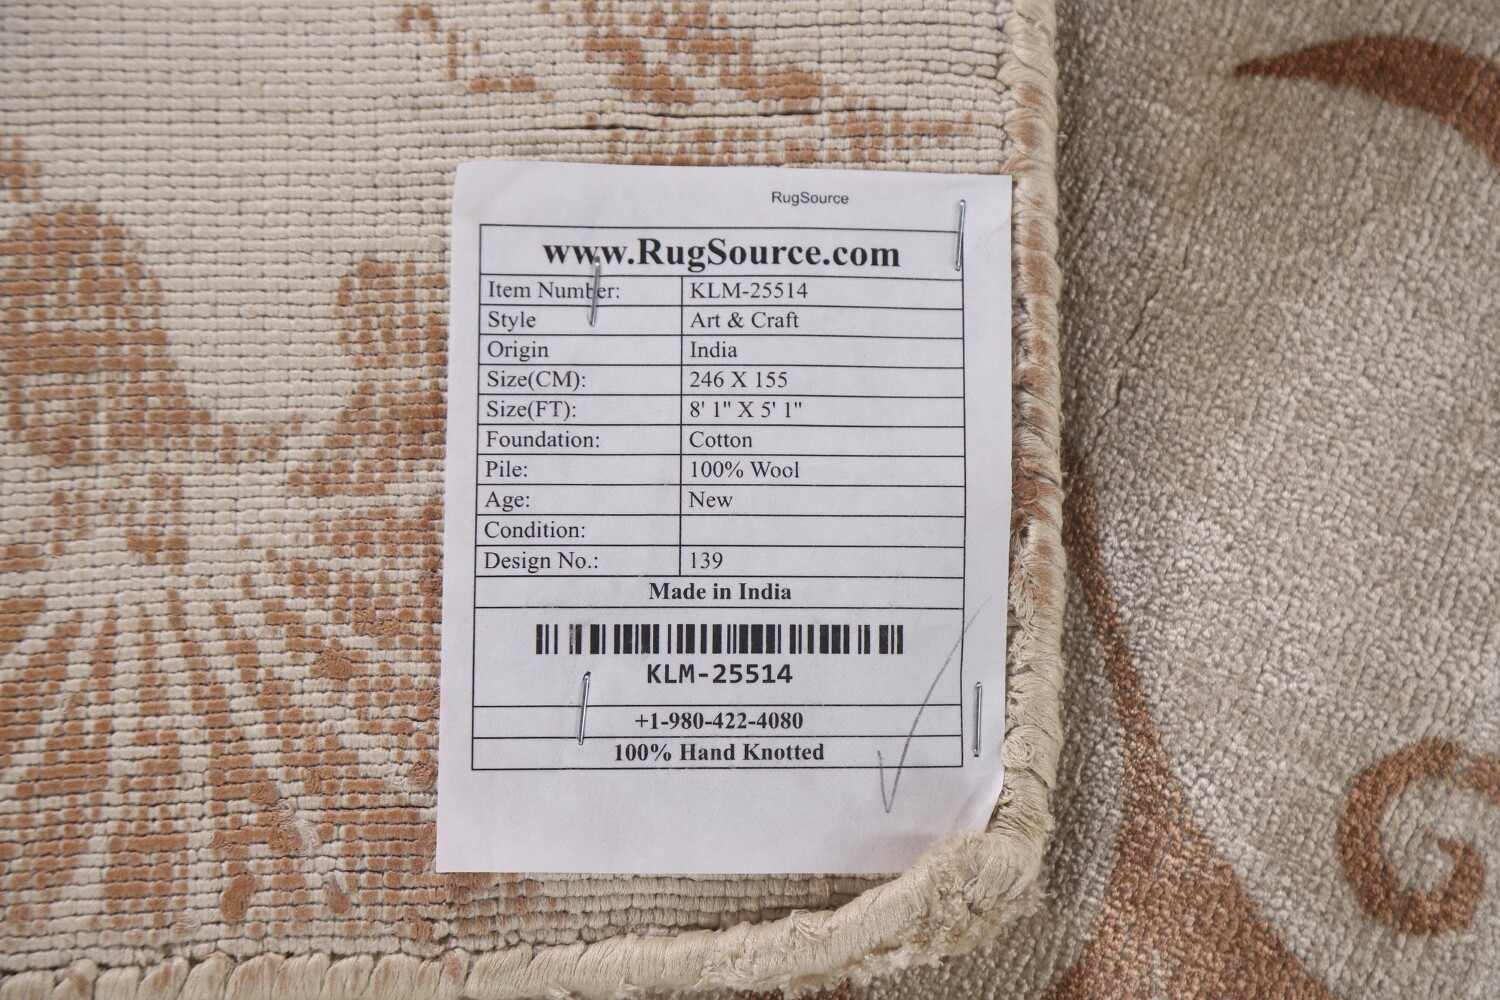 RugSource
www.RugSource.com
Item Number: KLM-25514
Style Art & Craft
Origin India
Size(CM): 246 X 155
Size(FT): 8' 1" X 5' 1"
Foundation: Cotton
Pile: 100% Wool
Age: New
Condition:
Design No.: 139
Made in India
KLM-25514
+1-980-422-4080
100% Hand Knotted